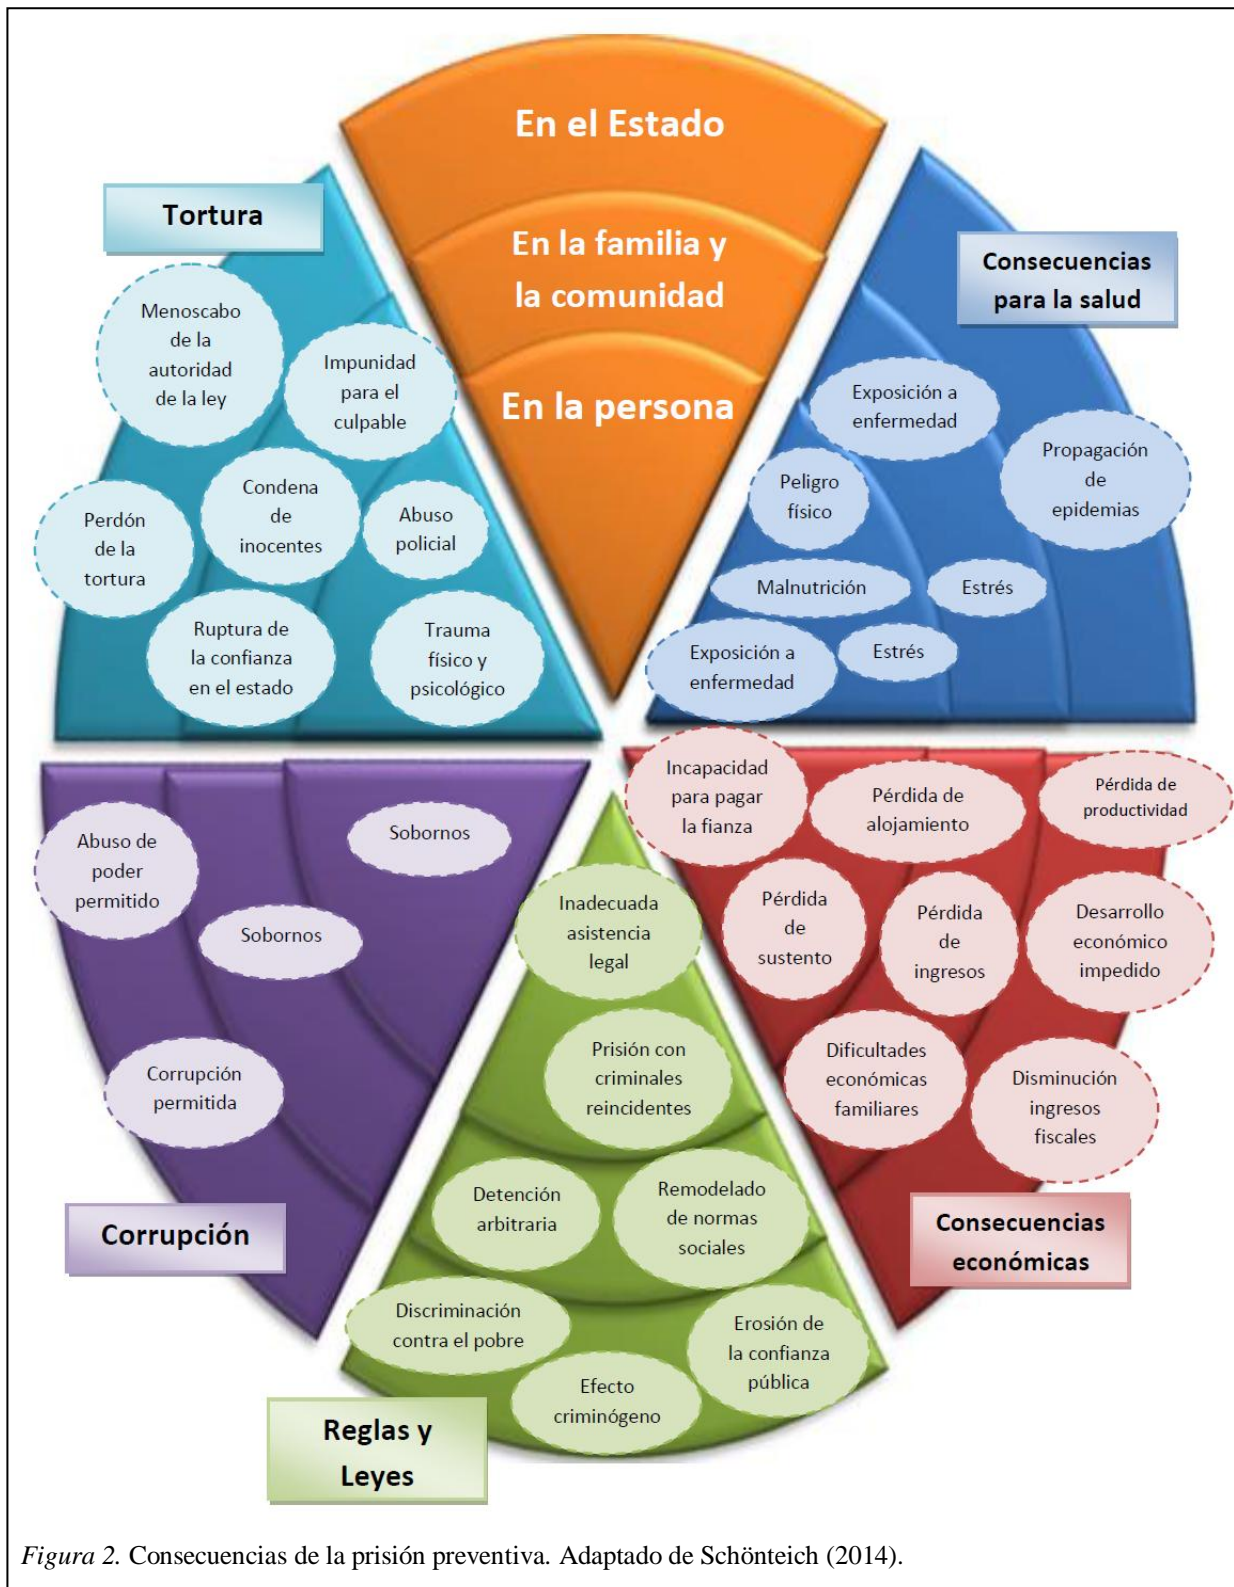 En el Estado
En la familia y
la comunidad
En la persona
Tortura
Menoscabo
de la
autoridad
de la ley
Impunidad
para el
culpable
Condena
de
inocentes
Abuso
policial
Perdón
de la
tortura
Ruptura de
la confianza
en el estado
Trauma
físico y
psicológico
Consecuencias
para la salud
Exposición a
enfermedad
Propagación
de
epidemias
Peligro
físico
Malnutrición
Estrés
Exposición a
enfermedad
Estrés
Incapacidad
para pagar
la fianza
Pérdida de
alojamiento
Pérdida de
productividad
Pérdida
de
sustento
Pérdida
de
ingresos
Desarrollo
económico
impedido
Dificultades
económicas
familiares
Disminución
ingresos
fiscales
Consecuencias
económicas
Sobornos
Abuso de
poder
permitido
Sobornos
Corrupción
permitida
Corrupción
Inadecuada
asistencia
legal
Prisión con
criminales
reincidentes
Detención
arbitraria
Remodelado
de normas
sociales
Discriminación
contra el pobre
Erosión de
la confianza
pública
Efecto
criminógeno
Reglas y
Leyes
Figura 2. Consecuencias de la prisión preventiva. Adaptado de Schönteich (2014).